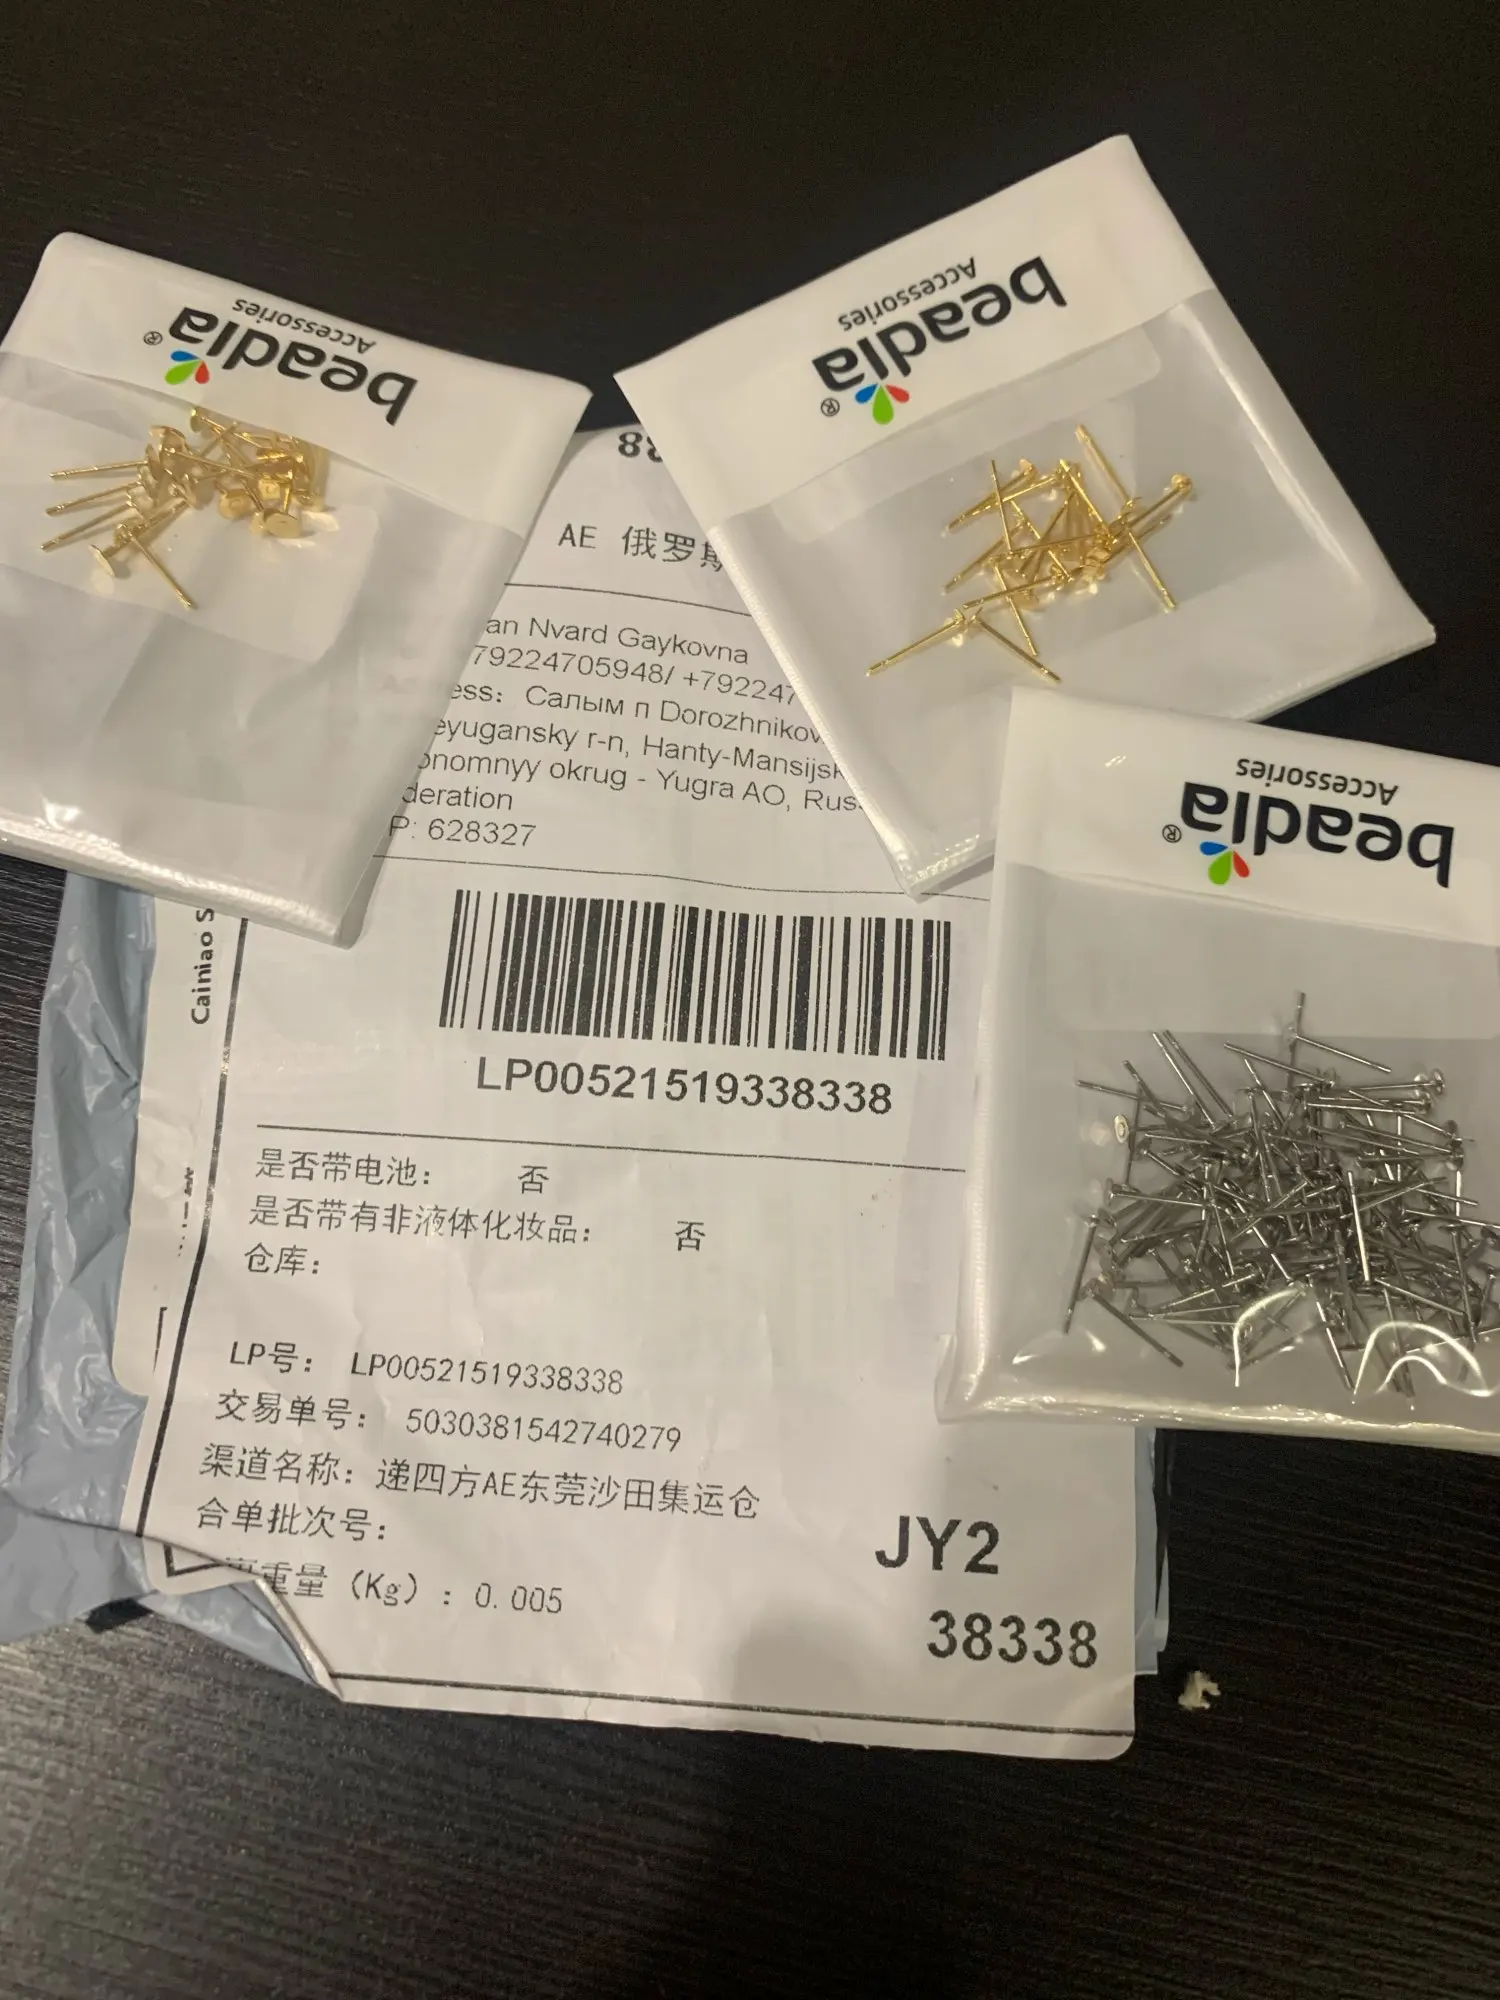 beadia®
Accessories
beadia®
Accessories
beadia®
Accessories
AE 俄罗斯
Nvard Gaykovna
79224705948/ +792247
Салым п Dorozhnikov
r-n, Hanty-Mansijsk
okrug - Yugra AO, Rus
deration
P: 628327
Cainiao S
LP00521519338338
是否带电池： 否
是否带有非液体化妆品： 否
仓库：
LP号： LP00521519338338
交易单号： 5030381542740279
渠道名称：递四方AE东莞沙田集运仓
合单批次号：
重量（Kg）：0.005
JY2
38338